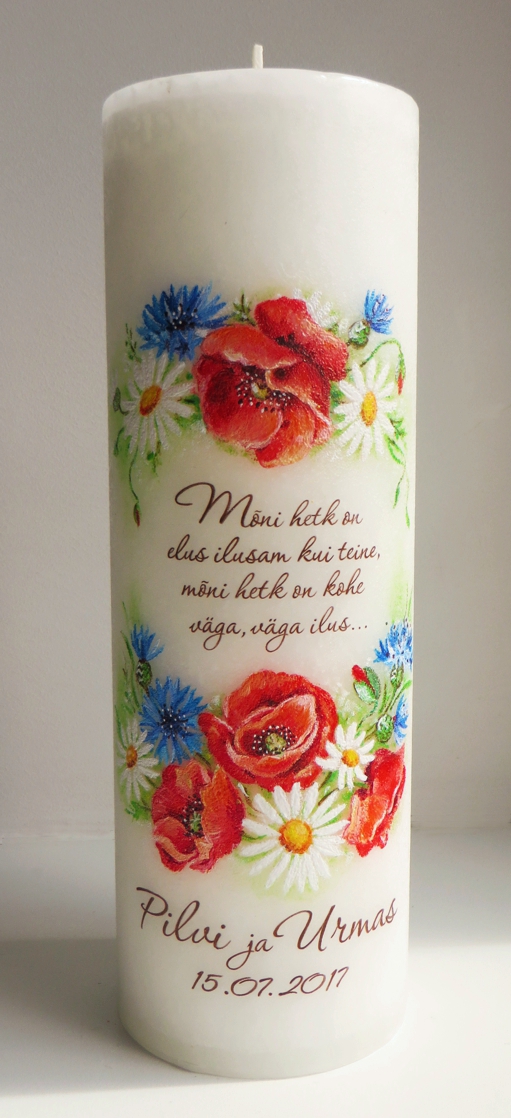 Mõni hetk on
elus ilusam kui teine,
mõni hetk on kohe
väga, väga ilus...
Pilvi ja Urmas
15.07.2017